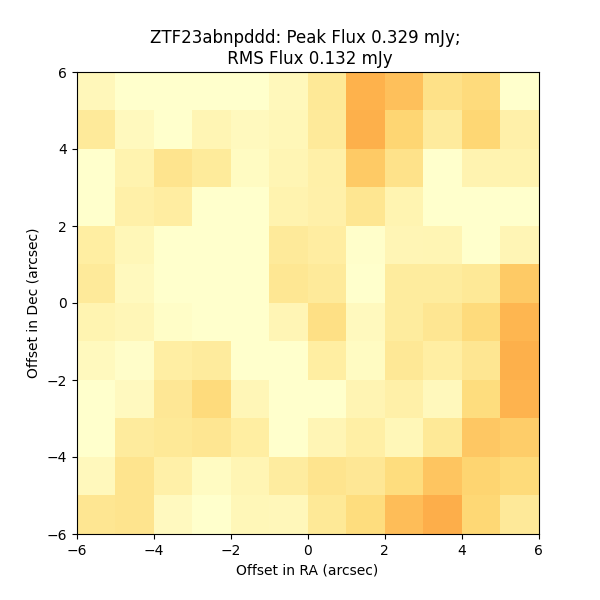 ZTF23abnpddd: Peak Flux 0.329 mJy;
RMS Flux 0.132 mJy
6
4
2
0
−2
−4
−6
Offset in Dec (arcsec)
−6 −4 −2 0 2 4 6
Offset in RA (arcsec)